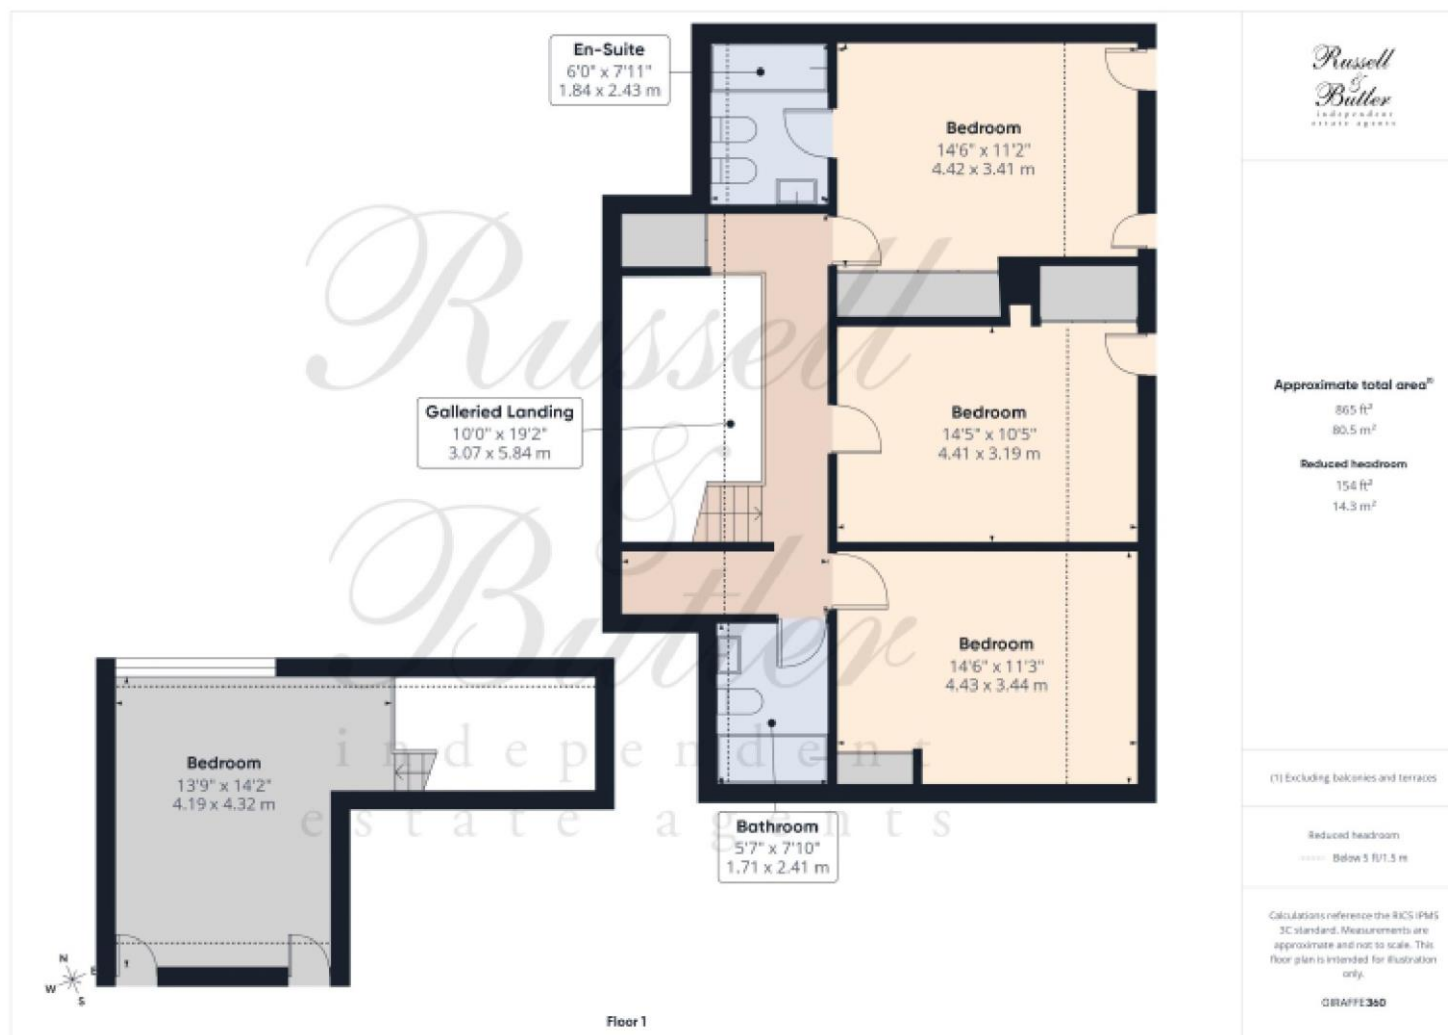 En-Suite
6'0" x 7'11"
1.84 x 2.43 m
Bedroom
14'6" x 11'2"
4.42 x 3.41 m
Galleried Landing
10'0" x 19'2"
3.07 x 5.84 m
Bedroom
14'5" x 10'5"
4.41 x 3.19 m
Bedroom
14'6" x 11'3"
4.43 x 3.44 m
Bedroom
13'9" x 14'2"
4.19 x 4.32 m
Bathroom
5'7" x 7'10"
1.71 x 2.41 m
N
E
W
S
Floor 1
Russell
&
Butler
independent
estate agents
Russell
&
Butler
independent
estate agents
Approximate total area⁽¹⁾
865 ft²
80.5 m²
Reduced headroom
154 ft²
14.3 m²
(1) Excluding balconies and terraces
Reduced headroom
Below 5 ft/1.5 m
Calculations reference the RICS IPMS
3C standard. Measurements are
approximate and not to scale. This
floor plan is intended for illustration
only.
GIRAFFE360